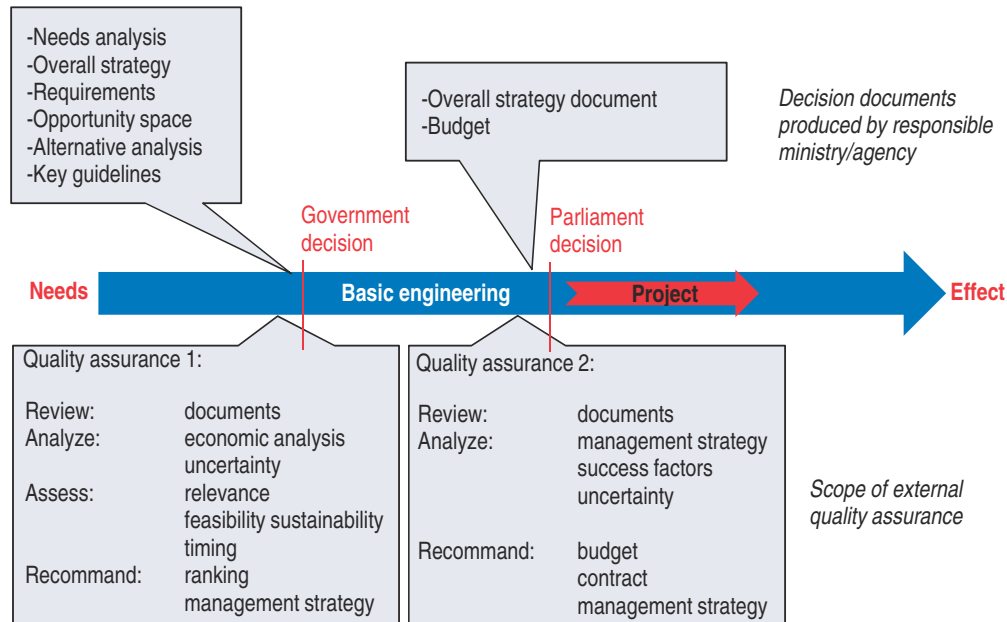 -Needs analysis
-Overall strategy
-Requirements
-Opportunity space
-Alternative analysis
-Key guidelines
-Overall strategy document
-Budget
Decision documents
produced by responsible
ministry/agency
Government
decision
Parliament
decision
Needs
Basic engineering
Project
Effect
Quality assurance 1:
Review: documents
Analyze: economic analysis
uncertainty
Assess: relevance
feasibility sustainability
timing
Recommand: ranking
management strategy
Quality assurance 2:
Review: documents
Analyze: management strategy
success factors
uncertainty
Recommand: budget
contract
management strategy
Scope of external
quality assurance